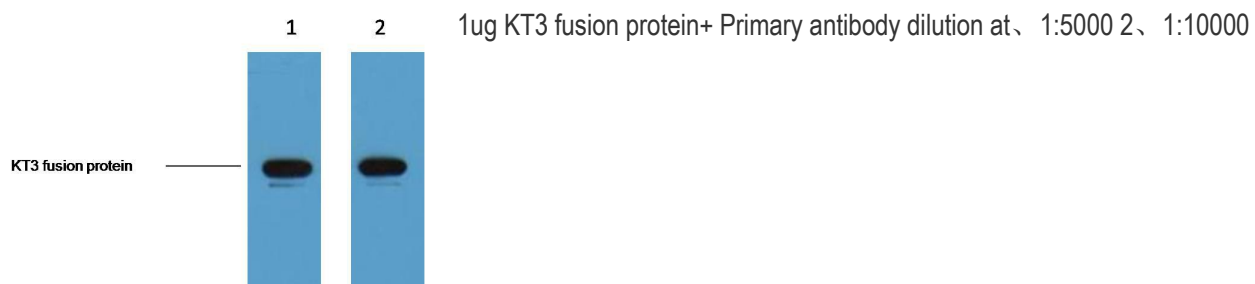 1 2 1ug KT3 fusion protein+ Primary antibody dilution at、 1:5000 2、 1:10000
KT3 fusion protein